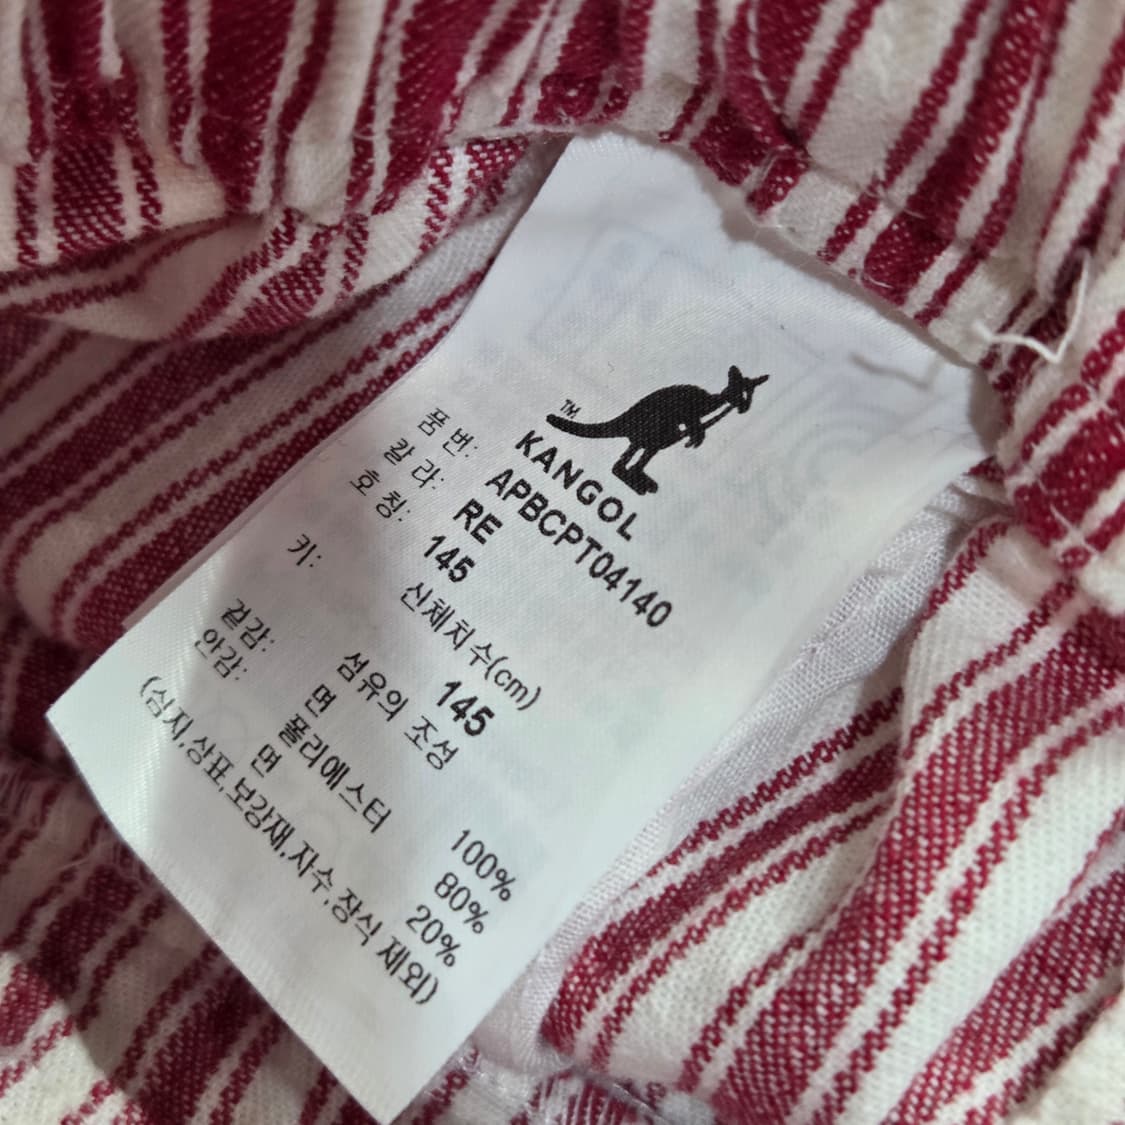 TM
KANGOL
품 번: APBCPT04140
칼 라: RE
호 칭: 145
신체치수(cm)
키: 145
섬유의 조성
겉감: 면 100%
안감: 폴리에스터 80%
면 20%
(심지,상표,보강재,자수,장식 제외)